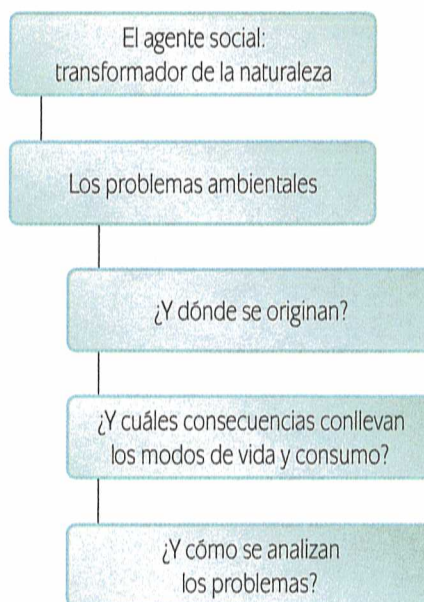 El agente social:
transformador de la naturaleza
Los problemas ambientales
¿Y dónde se originan?
¿Y cuáles consecuencias conllevan
los modos de vida y consumo?
¿Y cómo se analizan
los problemas?